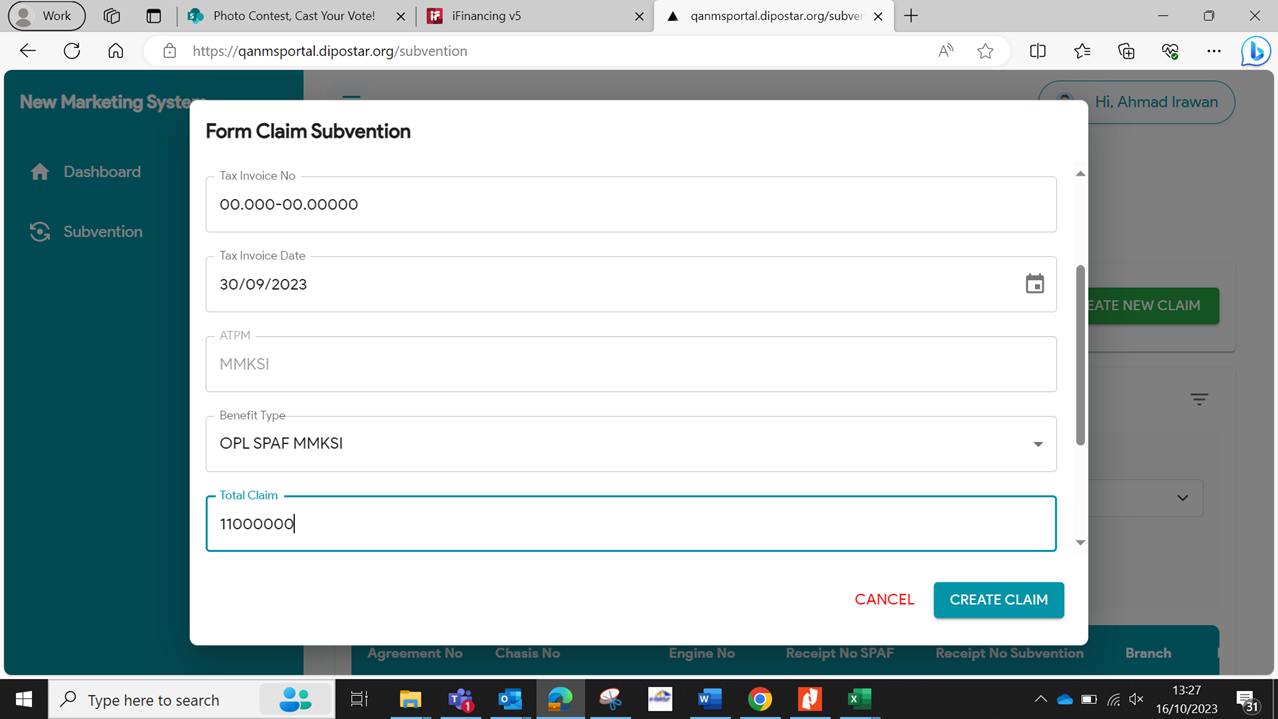 Work
Photo Contest, Cast Your Vote!
iFinancing v5
qanmsportal.dipostar.org/subven
https://qanmsportal.dipostar.org/subvention
New Marketing System
Hi, Ahmad Irawan
Dashboard
Subvention
EATE NEW CLAIM
Form Claim Subvention
Tax Invoice No
00.000-00.00000
Tax Invoice Date
30/09/2023
ATPM
MMKSI
Benefit Type
OPL SPAF MMKSI
Total Claim
11000000
CANCEL
CREATE CLAIM
Agreement No
Chasis No
Engine No
Receipt No SPAF
Receipt No Subvention
Branch
Type here to search
1
13:27
16/10/2023
31